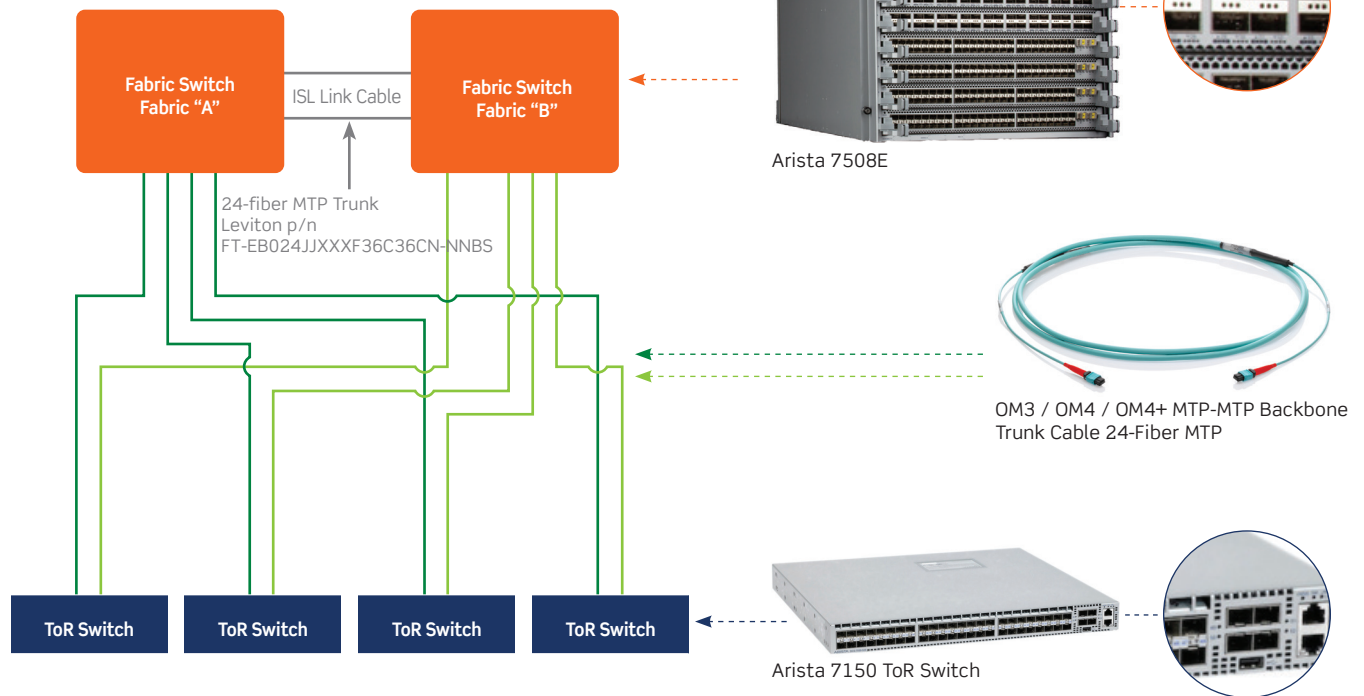 Fabric Switch
Fabric “A”
ISL Link Cable
Fabric Switch
Fabric “B”
Arista 7508E
24-fiber MTP Trunk
Leviton p/n
FT-EB024JJXXXF36C36CN-NNBS
OM3 / OM4 / OM4+ MTP-MTP Backbone
Trunk Cable 24-Fiber MTP
ToR Switch
ToR Switch
ToR Switch
ToR Switch
Arista 7150 ToR Switch